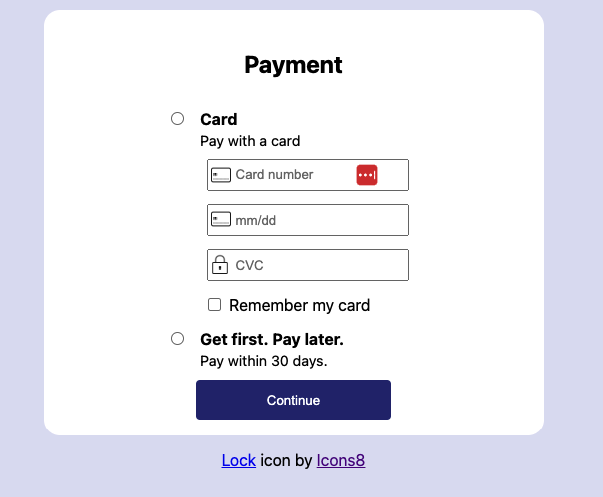 Payment
Card
Pay with a card
Card number
mm/dd
CVC
Remember my card
Get first. Pay later.
Pay within 30 days.
Continue
Lock icon by Icons8